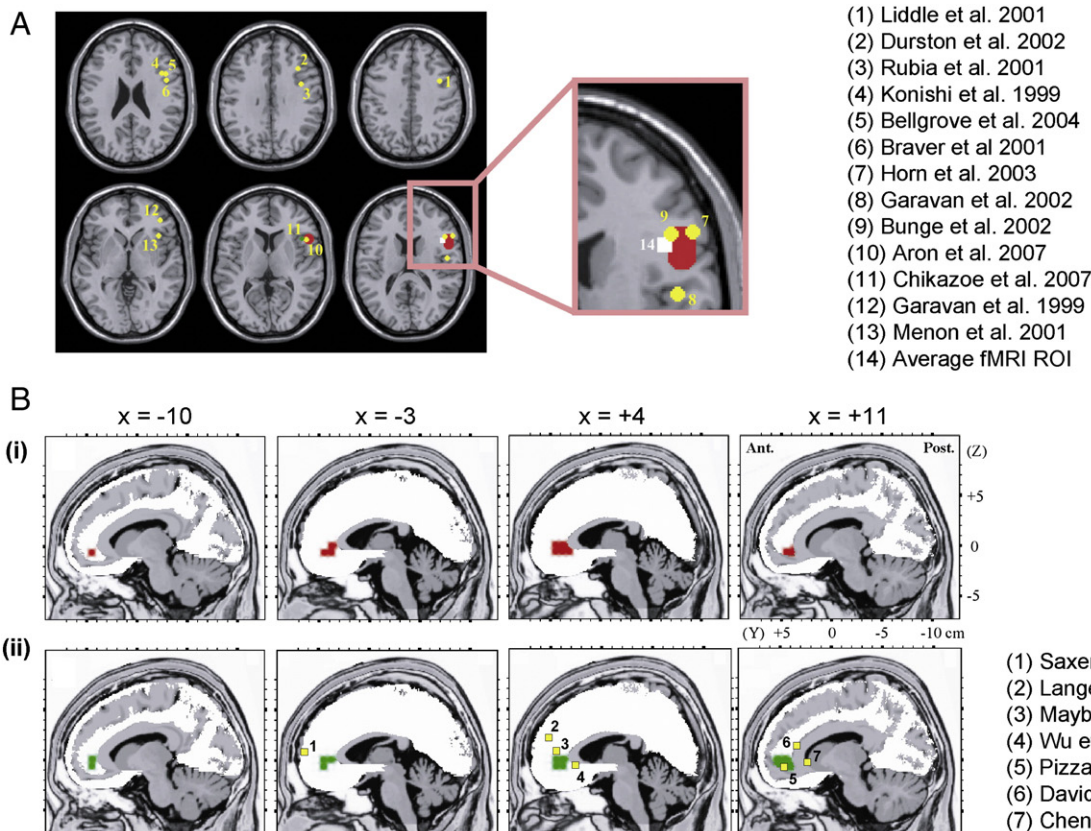 A
(1) Liddle et al. 2001
(2) Durston et al. 2002
(3) Rubia et al. 2001
(4) Konishi et al. 1999
(5) Bellgrove et al. 2004
(6) Braver et al. 2001
(7) Horn et al. 2003
(8) Garavan et al. 2002
(9) Bunge et al. 2002
(10) Aron et al. 2007
(11) Chikazoe et al. 2007
(12) Garavan et al. 1999
(13) Menon et al. 2001
(14) Average fMRI ROI
4 5
6
2
3
1
12
13
11
10
9 7
14
8
B
x = -10 x = -3 x = +4 x = +11
(i)
Ant. Post. (Z)
+5
0
-5
(Y) +5 0 -5 -10 cm
(ii)
1
2
3
4
6
7
5
(1) Saxe
(2) Lang
(3) Mayb
(4) Wu e
(5) Pizza
(6) Davi
(7) Chen